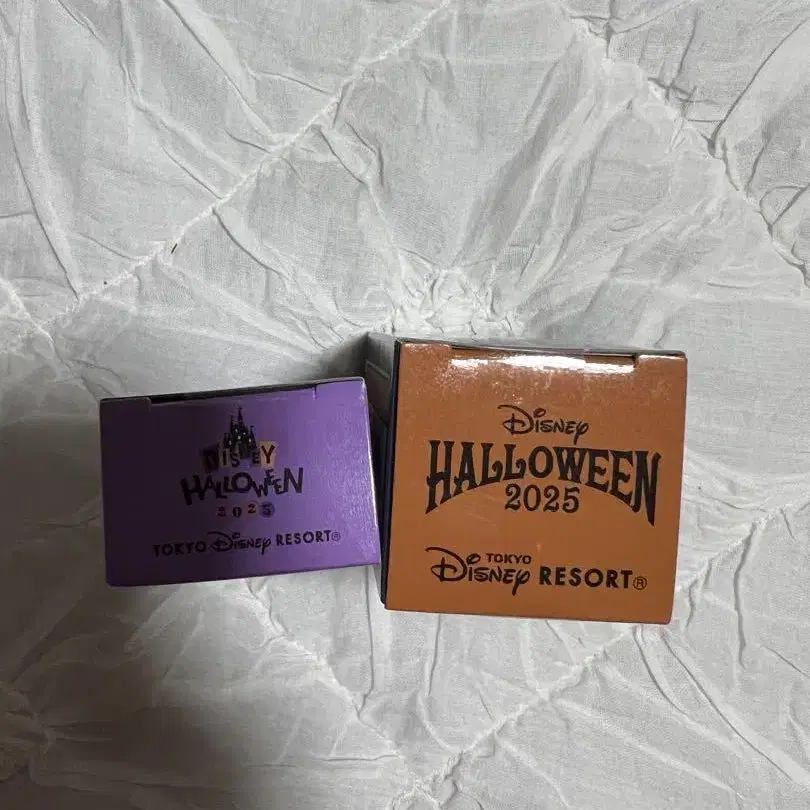 DISNEY
HALLOWEEN
2025
TOKYO DISNEY RESORT®
DISNEY
HALLOWEEN
2025
TOKYO
DISNEY RESORT®